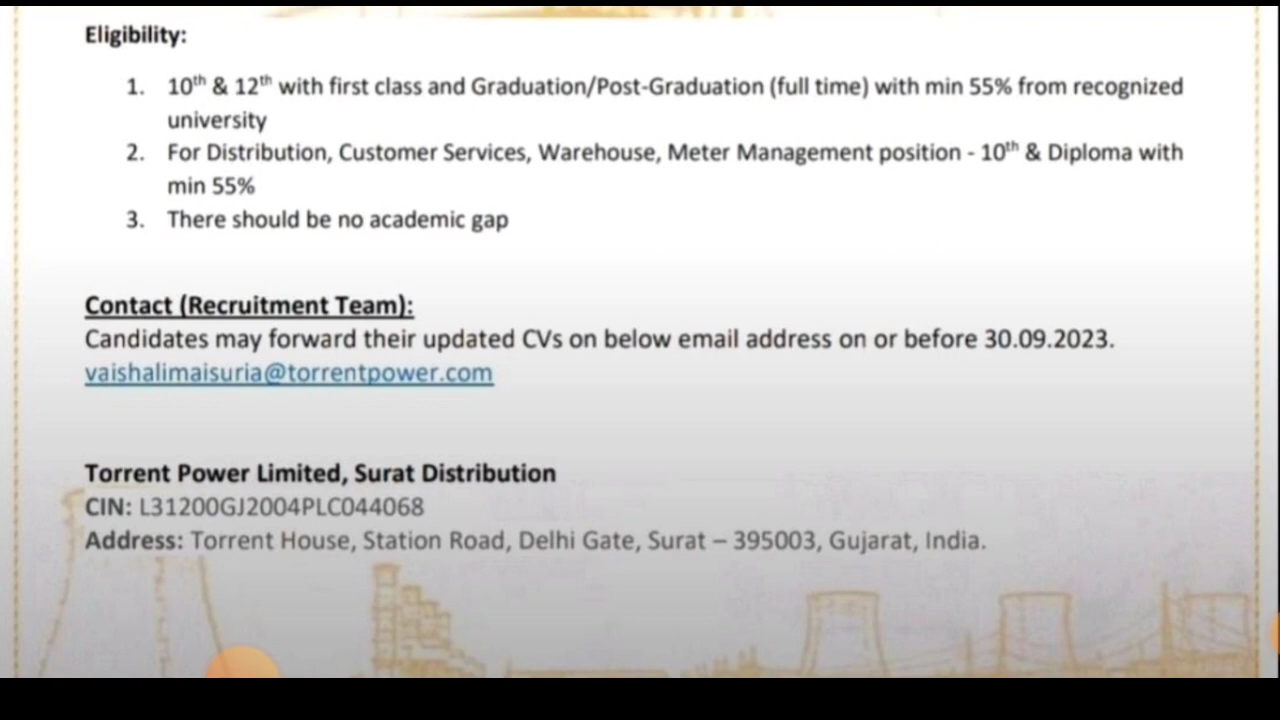 Eligibility:
1. 10th & 12th with first class and Graduation/Post-Graduation (full time) with min 55% from recognized
university
2. For Distribution, Customer Services, Warehouse, Meter Management position - 10th & Diploma with
min 55%
3. There should be no academic gap
Contact (Recruitment Team):
Candidates may forward their updated CVs on below email address on or before 30.09.2023.
vaishalimaisuria@torrentpower.com
Torrent Power Limited, Surat Distribution
CIN: L31200GJ2004PLC044068
Address: Torrent House, Station Road, Delhi Gate, Surat – 395003, Gujarat, India.